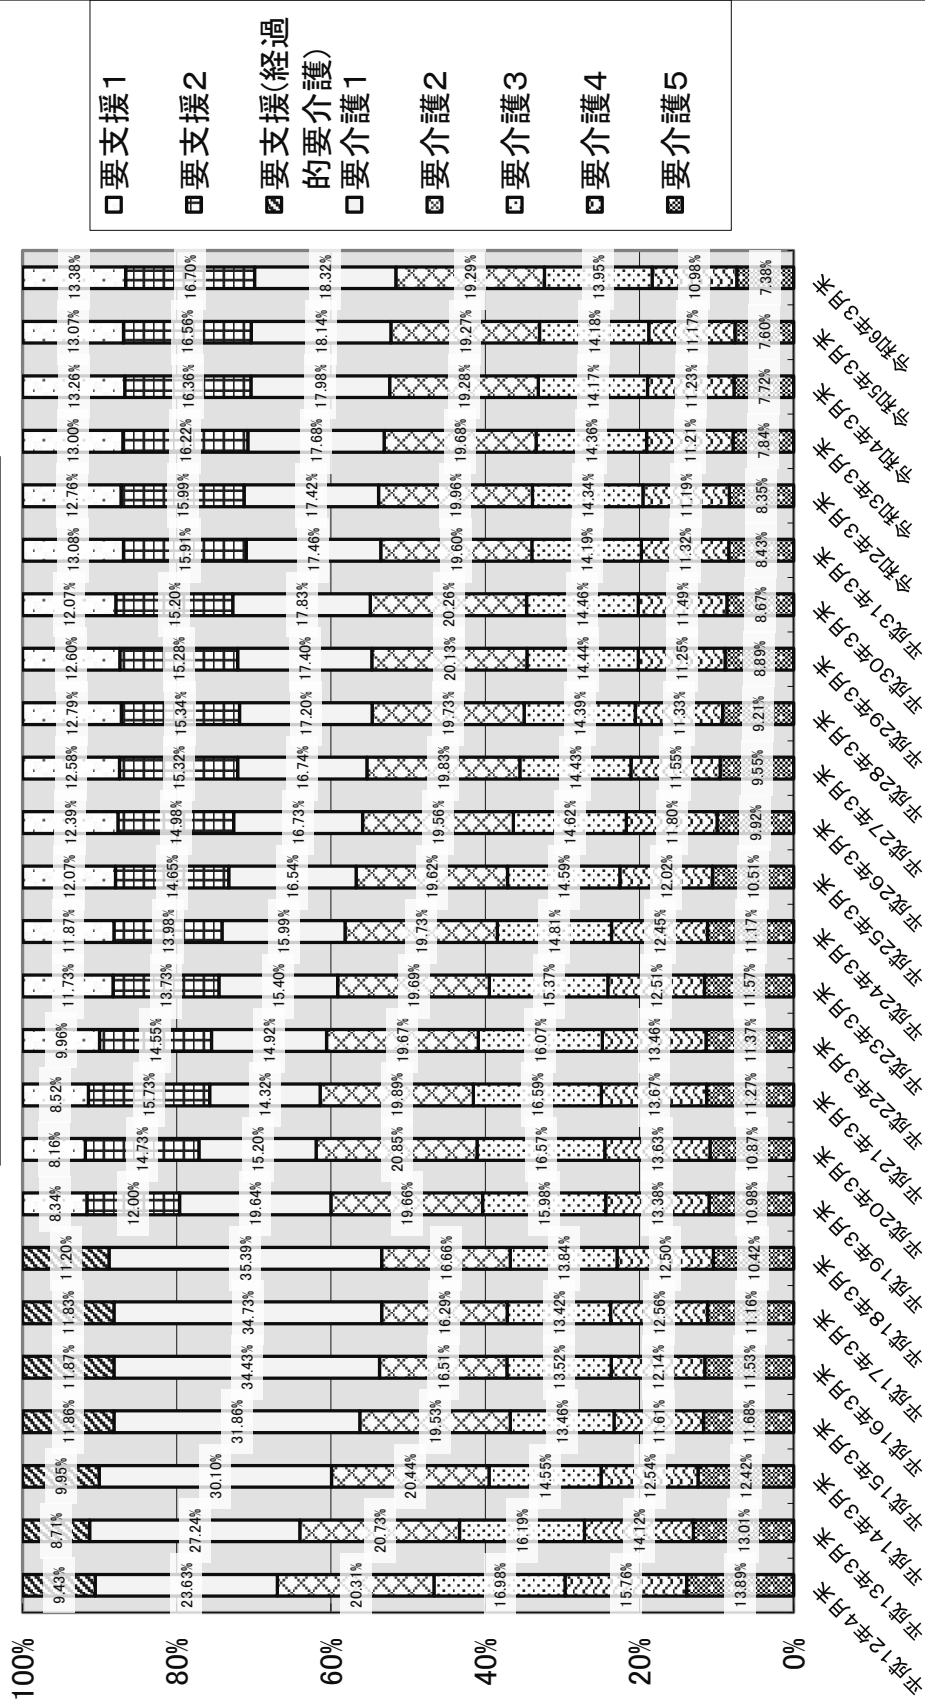 100%
80%
60%
40%
20%
0%
9.43% 8.71% 9.95% 11.86% 11.87% 11.83% 11.20% 8.34% 8.16% 8.52% 9.96% 11.73% 11.87% 12.07% 12.39% 12.58% 12.79% 12.60% 12.07% 13.08% 12.76% 13.00% 13.26% 13.07% 13.38%
12.00% 14.73% 15.73% 14.55% 13.73% 13.98% 14.65% 14.98% 15.32% 15.34% 15.28% 15.20% 15.91% 15.99% 16.22% 16.36% 16.56% 16.70%
23.63% 27.24% 30.10% 31.86% 34.43% 34.73% 35.39% 19.64% 15.20% 14.32% 14.92% 15.40% 15.99% 16.54% 16.73% 16.74% 17.20% 17.40% 17.83% 17.46% 17.42% 17.68% 17.98% 18.14% 18.32%
20.31% 20.73% 20.44% 19.53% 16.51% 16.29% 16.66% 19.66% 20.85% 19.89% 19.67% 19.69% 19.73% 19.62% 19.56% 19.83% 19.73% 20.13% 20.26% 19.60% 19.96% 19.68% 19.28% 19.27% 19.29%
16.98% 16.19% 14.55% 13.46% 13.52% 13.42% 13.84% 15.98% 16.57% 16.59% 16.07% 15.37% 14.81% 14.59% 14.62% 14.43% 14.39% 14.44% 14.46% 14.19% 14.34% 14.36% 14.17% 14.18% 13.95%
15.76% 14.12% 12.54% 11.61% 12.14% 12.56% 12.50% 13.38% 13.63% 13.67% 13.46% 12.51% 12.45% 12.02% 11.80% 11.55% 11.33% 11.25% 11.49% 11.32% 11.19% 11.21% 11.23% 11.17% 10.98%
13.89% 13.01% 12.42% 11.68% 11.53% 11.16% 10.42% 10.98% 10.87% 11.27% 11.37% 11.57% 11.17% 10.51% 9.92% 9.55% 9.21% 8.89% 8.67% 8.43% 8.35% 7.84% 7.72% 7.60% 7.38%
平成12年4月末
平成13年3月末
平成14年3月末
平成15年3月末
平成16年3月末
平成17年3月末
平成18年3月末
平成19年3月末
平成20年3月末
平成21年3月末
平成22年3月末
平成23年3月末
平成24年3月末
平成25年3月末
平成26年3月末
平成27年3月末
平成28年3月末
平成29年3月末
平成30年3月末
平成31年3月末
令和2年3月末
令和3年3月末
令和4年3月末
令和5年3月末
令和6年3月末
要支援1
要支援2
要支援(経過
的要介護)
要介護1
要介護2
要介護3
要介護4
要介護5